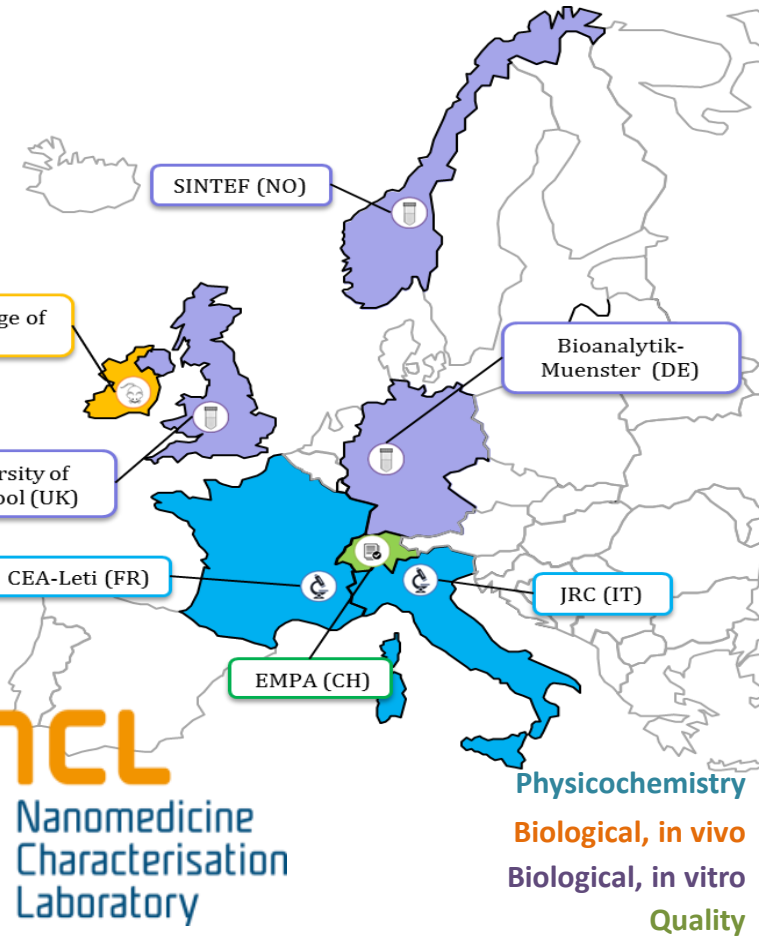 SINTEF (NO)
ge of
Bioanalytik-
Muenster (DE)
rsity of
ool (UK)
CEA-Leti (FR)
JRC (IT)
EMPA (CH)
NCL
Nanomedicine
Characterisation
Laboratory
Physicochemistry
Biological, in vivo
Biological, in vitro
Quality